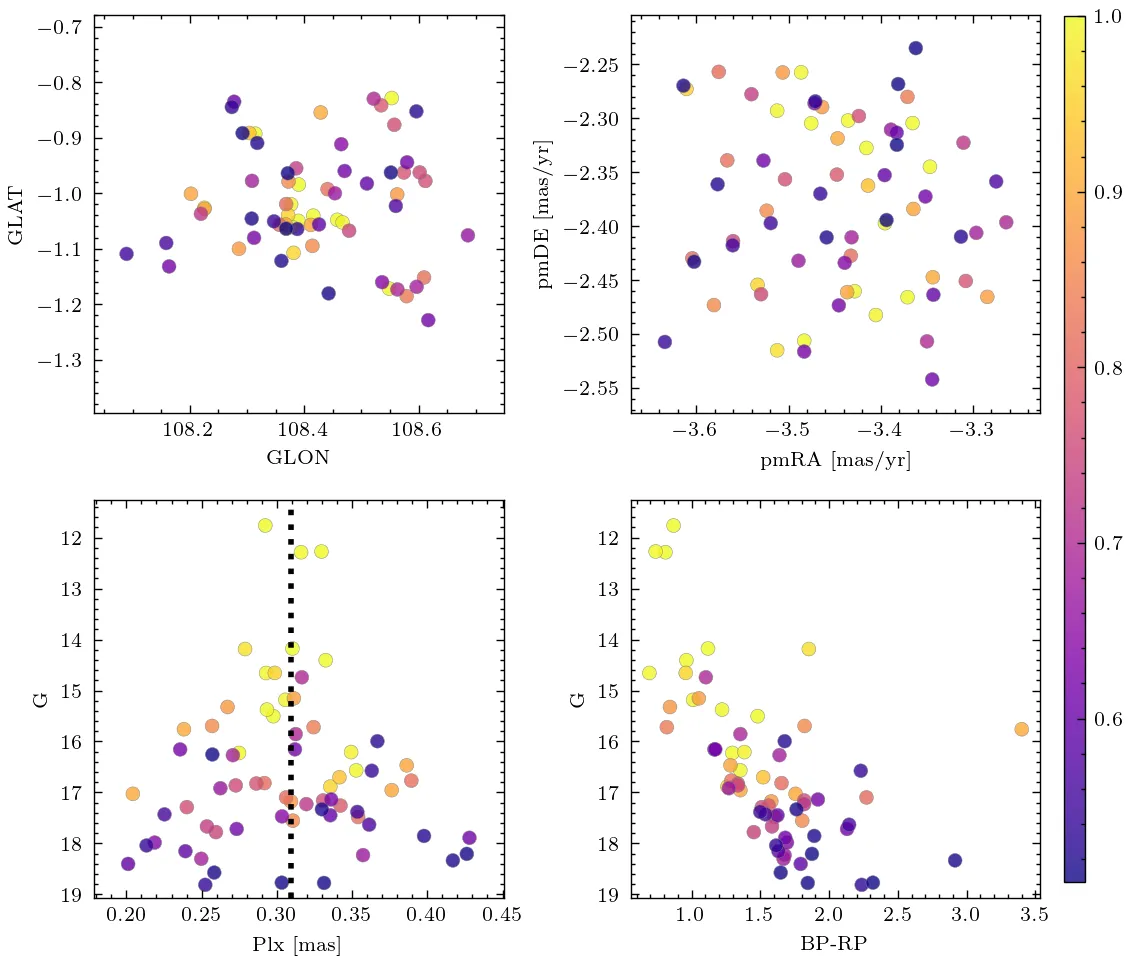 −0.7
−0.8
−0.9
−1.0
−1.1
−1.2
−1.3
GLAT
108.2 108.4 108.6
GLON
−2.25
−2.30
−2.35
−2.40
−2.45
−2.50
−2.55
pmDE [mas/yr]
−3.6 −3.5 −3.4 −3.3
pmRA [mas/yr]
1.0
0.9
0.8
0.7
0.6
12
13
14
15
16
17
18
19
G
0.20 0.25 0.30 0.35 0.40 0.45
Plx [mas]
12
13
14
15
16
17
18
19
G
1.0 1.5 2.0 2.5 3.0 3.5
BP-RP